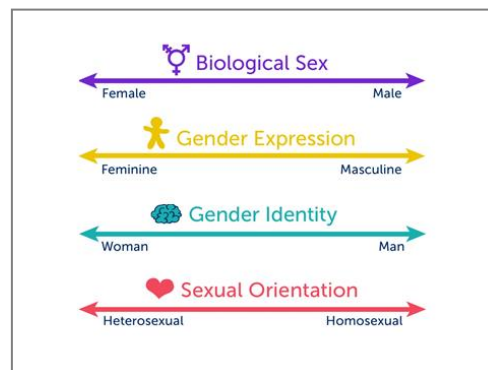 Biological Sex
Female Male
Gender Expression
Feminine Masculine
Gender Identity
Woman Man
Sexual Orientation
Heterosexual Homosexual